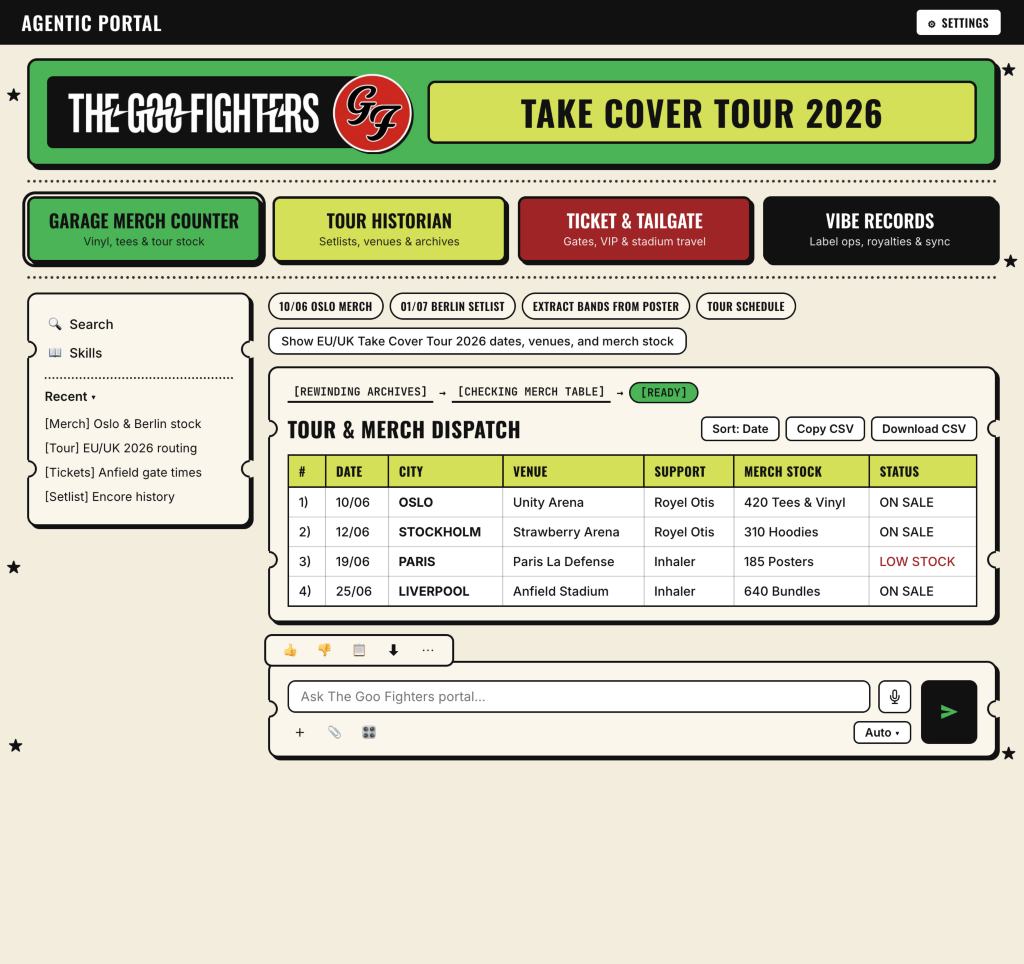 AGENTIC PORTAL
⚙ SETTINGS
THE GOO FIGHTERS
GF
TAKE COVER TOUR 2026
GARAGE MERCH COUNTER
Vinyl, tees & tour stock
TOUR HISTORIAN
Setlists, venues & archives
TICKET & TAILGATE
Gates, VIP & stadium travel
VIBE RECORDS
Label ops, royalties & sync
Search
Skills
Recent ▾
[Merch] Oslo & Berlin stock
[Tour] EU/UK 2026 routing
[Tickets] Anfield gate times
[Setlist] Encore history
10/06 OSLO MERCH
01/07 BERLIN SETLIST
EXTRACT BANDS FROM POSTER
TOUR SCHEDULE
Show EU/UK Take Cover Tour 2026 dates, venues, and merch stock
[REWINDING ARCHIVES] → [CHECKING MERCH TABLE] → [READY]
TOUR & MERCH DISPATCH
Sort: Date
Copy CSV
Download CSV
# DATE CITY VENUE SUPPORT MERCH STOCK STATUS
1) 10/06 OSLO Unity Arena Royel Otis 420 Tees & Vinyl ON SALE
2) 12/06 STOCKHOLM Strawberry Arena Royel Otis 310 Hoodies ON SALE
3) 19/06 PARIS Paris La Defense Inhaler 185 Posters LOW STOCK
4) 25/06 LIVERPOOL Anfield Stadium Inhaler 640 Bundles ON SALE
Ask The Goo Fighters portal...
Auto ▾